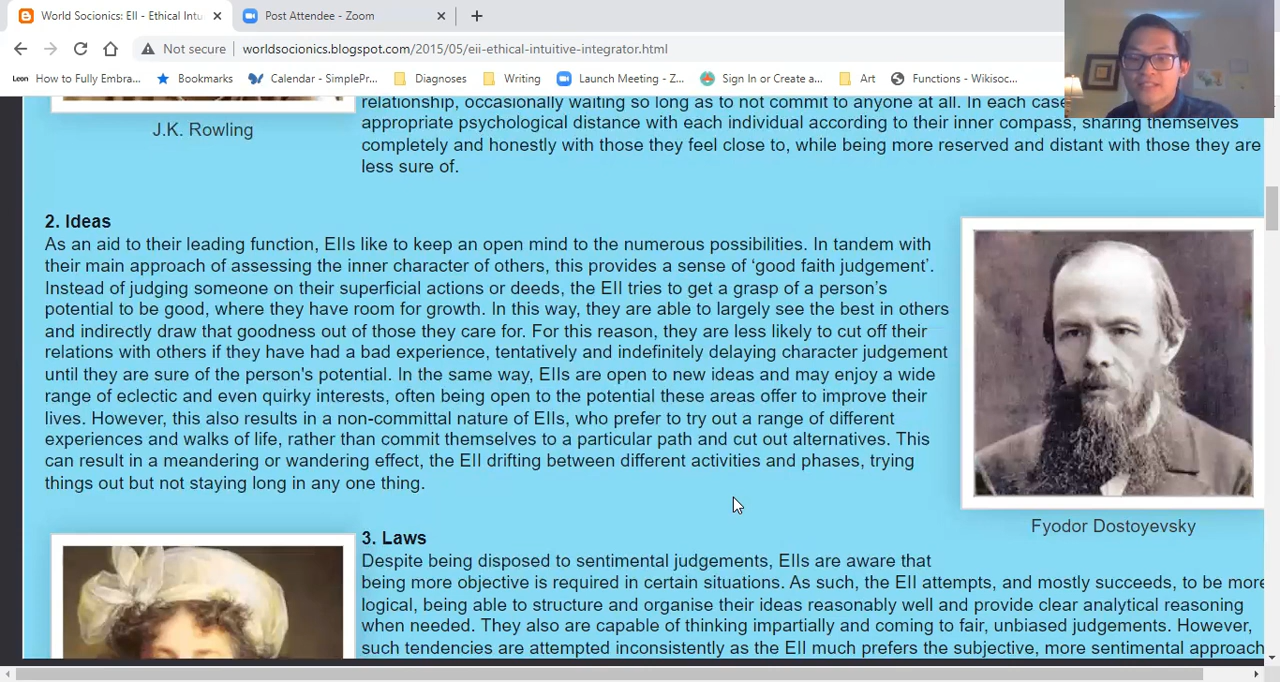 World Socionics: EII - Ethical Intu
Post Attendee - Zoom
Not secure
worldsocionics.blogspot.com/2015/05/eii-ethical-intuitive-integrator.html
Leon How to Fully Embra...
Bookmarks
Calendar - SimplePr...
Diagnoses
Writing
Launch Meeting - Z...
Sign In or Create a...
Art
Functions - Wikisoc...
relationship, occasionally waiting so long as to not commit to anyone at all. In each case
appropriate psychological distance with each individual according to their inner compass, sharing themselves
completely and honestly with those they feel close to, while being more reserved and distant with those they are
less sure of.
J.K. Rowling
2. Ideas
As an aid to their leading function, EIIs like to keep an open mind to the numerous possibilities. In tandem with
their main approach of assessing the inner character of others, this provides a sense of ‘good faith judgement’.
Instead of judging someone on their superficial actions or deeds, the EII tries to get a grasp of a person’s
potential to be good, where they have room for growth. In this way, they are able to largely see the best in others
and indirectly draw that goodness out of those they care for. For this reason, they are less likely to cut off their
relations with others if they have had a bad experience, tentatively and indefinitely delaying character judgement
until they are sure of the person's potential. In the same way, EIIs are open to new ideas and may enjoy a wide
range of eclectic and even quirky interests, often being open to the potential these areas offer to improve their
lives. However, this also results in a non-committal nature of EIIs, who prefer to try out a range of different
experiences and walks of life, rather than commit themselves to a particular path and cut out alternatives. This
can result in a meandering or wandering effect, the EII drifting between different activities and phases, trying
things out but not staying long in any one thing.
Fyodor Dostoyevsky
3. Laws
Despite being disposed to sentimental judgements, EIIs are aware that
being more objective is required in certain situations. As such, the EII attempts, and mostly succeeds, to be more
logical, being able to structure and organise their ideas reasonably well and provide clear analytical reasoning
when needed. They also are capable of thinking impartially and coming to fair, unbiased judgements. However,
such tendencies are attempted inconsistently as the EII much prefers the subjective, more sentimental approach